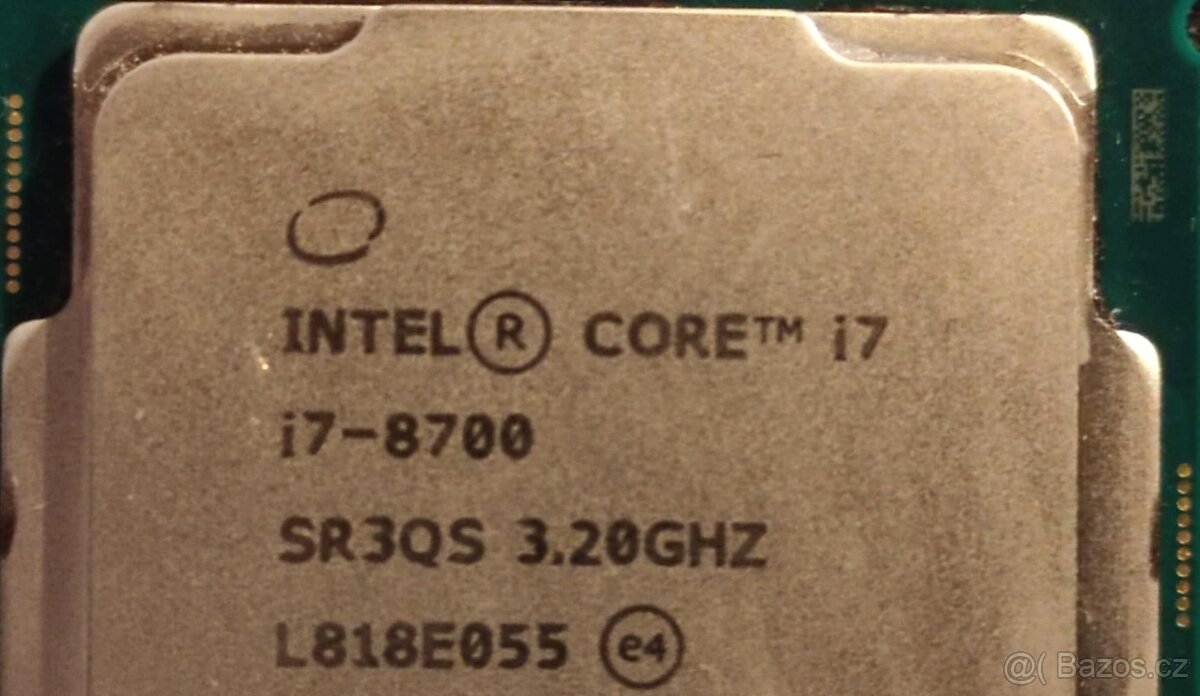 INTEL® CORE™ i7
i7-8700
SR3QS 3.20GHZ
L818E055 e4
@( Bazos.cz